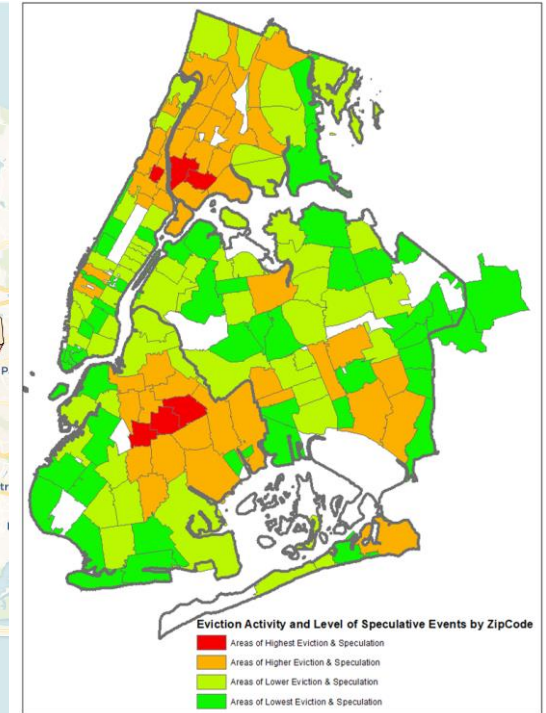 Eviction Activity and Level of Speculative Events by ZipCode
Areas of Highest Eviction & Speculation
Areas of Higher Eviction & Speculation
Areas of Lower Eviction & Speculation
Areas of Lowest Eviction & Speculation